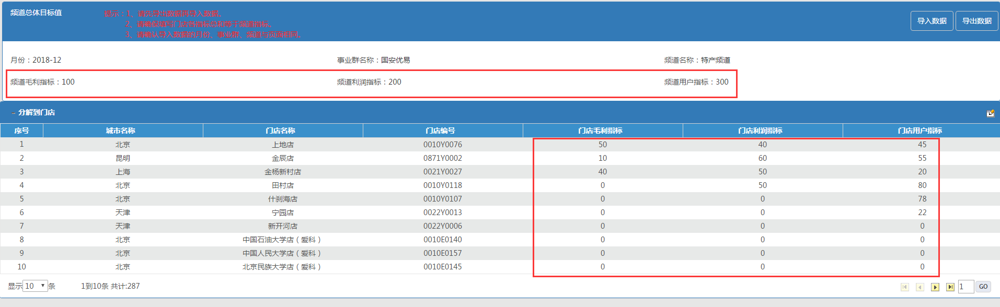 频道总体目标值
提示：1、请先导出数据再导入数据。
2、请确保填写门店各指标总和等于频道指标。
3、请确认导入数据的月份、事业群、频道与页面相同。
导入数据 导出数据
月份：2018-12 事业群名称：国安优易 频道名称：特产频道
频道毛利指标：100 频道利润指标：200 频道用户指标：300
分解到门店
序号 城市名称 门店名称 门店编号 门店毛利指标 门店利润指标 门店用户指标
1 北京 上地店 0010Y0076 50 40 45
2 昆明 金辰店 0871Y0002 10 60 55
3 上海 金杨新村店 0021Y0027 40 50 20
4 北京 田村店 0010Y0118 0 50 80
5 北京 什刹海店 0010Y0107 0 0 78
6 天津 宁园店 0022Y0013 0 0 22
7 天津 新开河店 0022Y0006 0 0 0
8 北京 中国石油大学店（爱科） 0010E0140 0 0 0
9 北京 中国人民大学店（爱科） 0010E0157 0 0 0
10 北京 北京民族大学店（爱科） 0010E0145 0 0 0
显示 10 条 1到10条 共计:287 1 GO